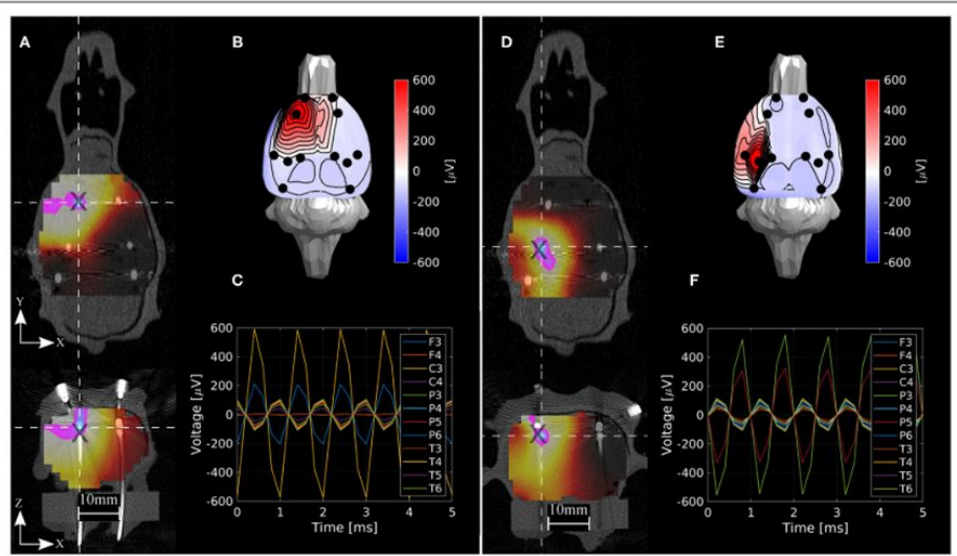 A
B
600
400
200
0
-200
-400
-600
[µV]
Y
X
C
600
400
200
0
-200
-400
-600
Voltage [µV]
0
1
2
3
4
5
Time [ms]
F3
F4
C3
C4
P3
P4
P5
P6
T3
T4
T5
T6
10mm
Z
X
D
E
600
400
200
0
-200
-400
-600
[µV]
F
600
400
200
0
-200
-400
-600
Voltage [µV]
0
1
2
3
4
5
Time [ms]
F3
F4
C3
C4
P3
P4
P5
P6
T3
T4
T5
T6
10mm